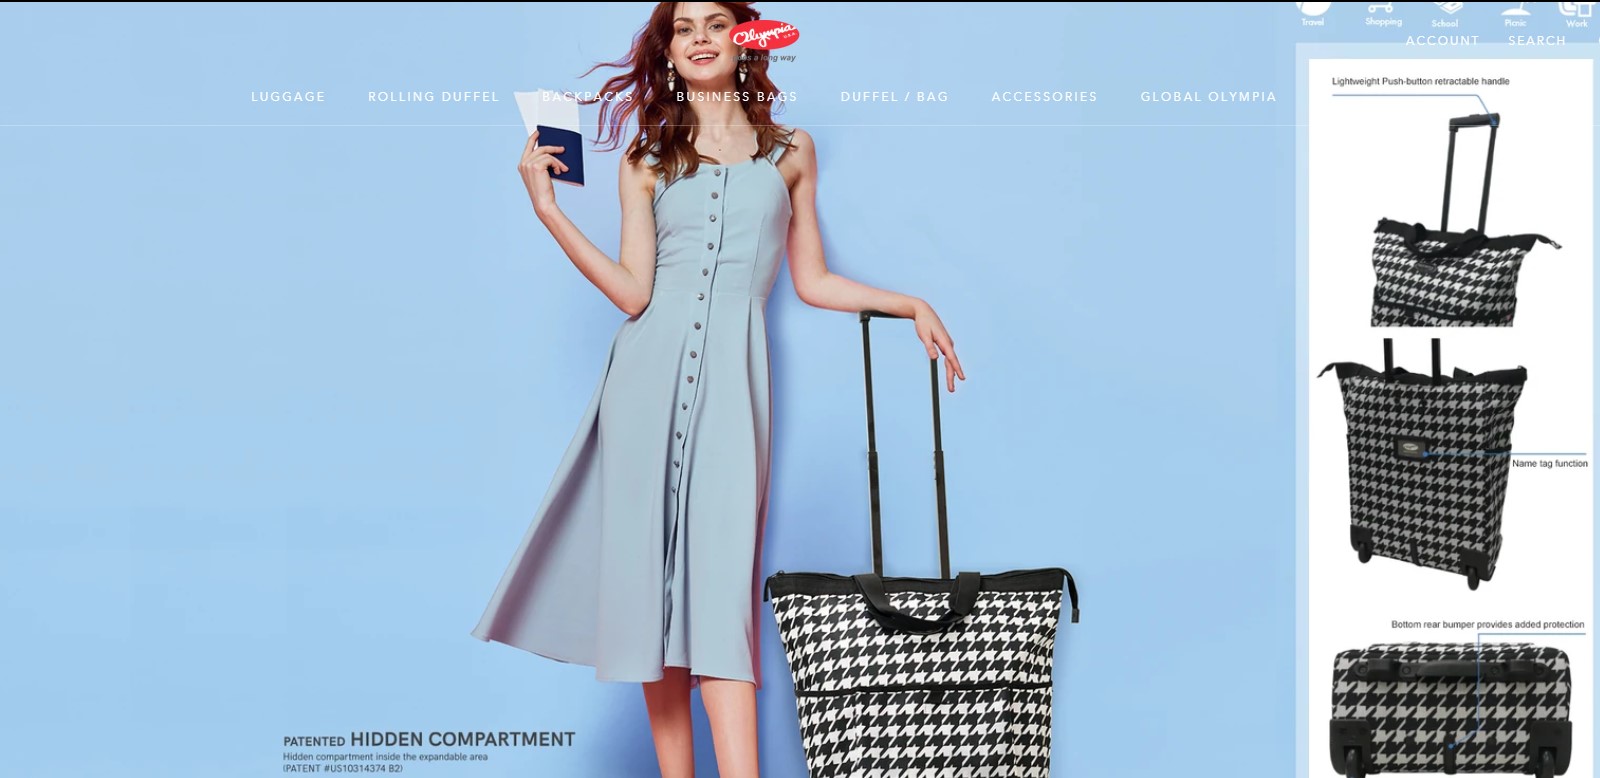 Travel
Shopping
School
Picnic
Work
Olympia
USA
ACCOUNT
SEARCH
LUGGAGE
ROLLING DUFFEL
BACKPACKS
BUSINESS BAGS
DUFFEL / BAG
ACCESSORIES
GLOBAL OLYMPIA
Lightweight Push-button retractable handle
Name tag function
Bottom rear bumper provides added protection
PATENTED HIDDEN COMPARTMENT
Hidden compartment inside the expandable area
(PATENT #US10314374 B2)
a long way